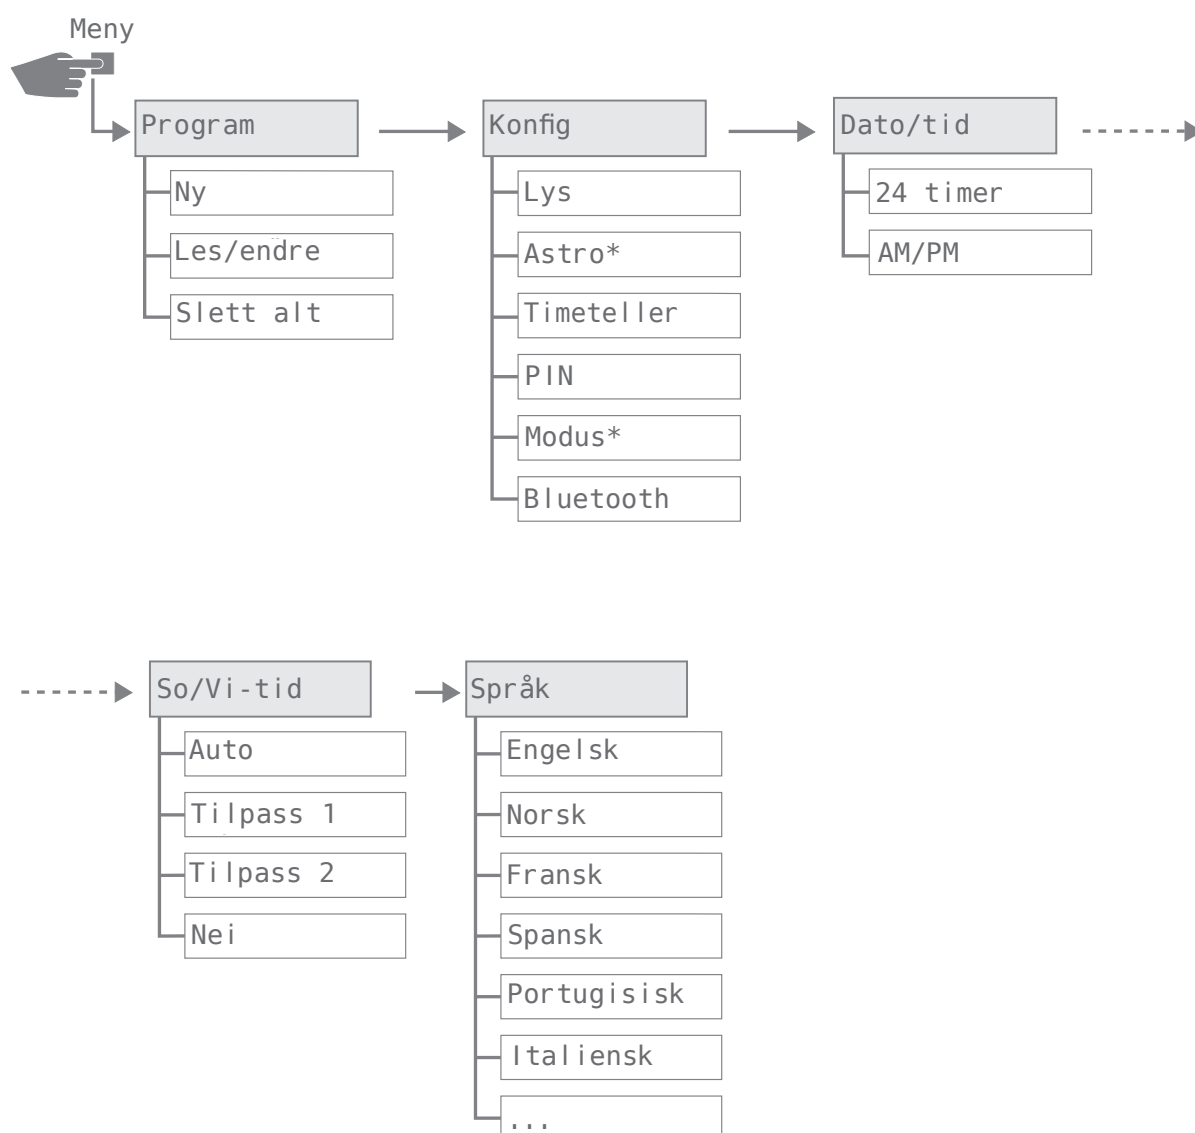 Meny
Program
Ny
Les/endre
Slett alt
Konfig
Lys
Astro*
Timeteller
PIN
Modus*
Bluetooth
Dato/tid
24 timer
AM/PM
So/Vi-tid
Auto
Tilpass 1
Tilpass 2
Nei
Språk
Engelsk
Norsk
Fransk
Spansk
Portugisisk
Italiensk
...